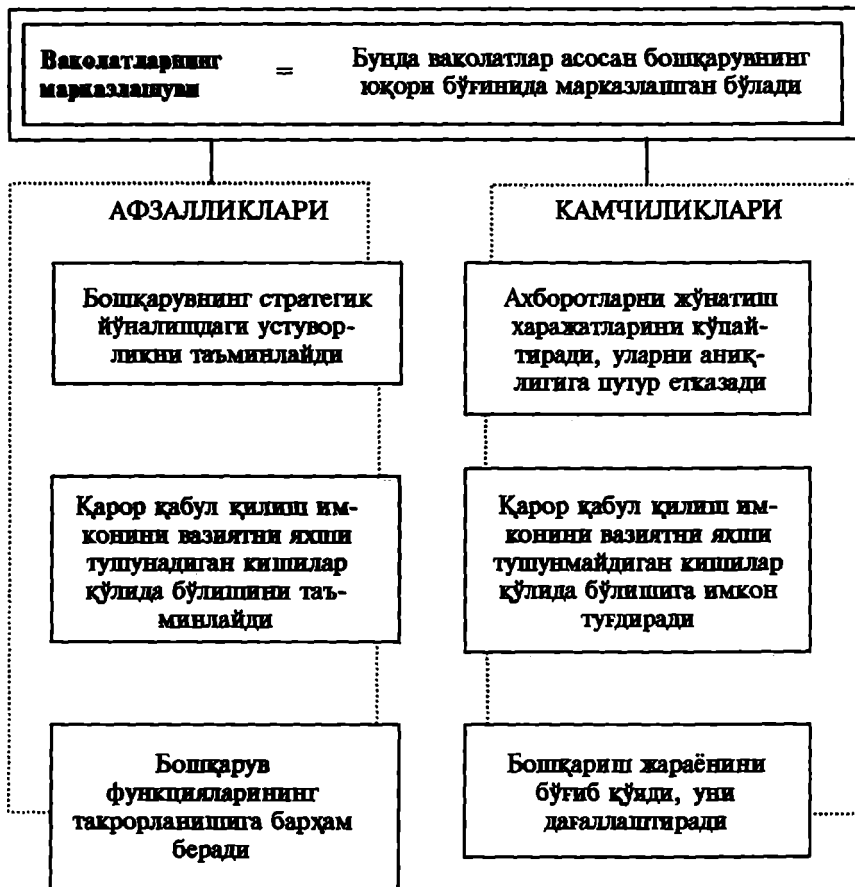 Ваколатларнинг
марказлашуви
=
Бунда ваколатлар асосан бошқарувнинг
юқори бўғинида марказлашган бўлади
АФЗАЛЛИКЛАРИ
Бошқарувнинг стратегик
йўналишдаги устувор-
ликни таъминлайди
Қарор қабул қилиш им-
конини вазиятни яхши
тушунадиган кишилар
қўлида бўлишини таъ-
минлайди
Бошқарув
функцияларининг
такрорланишига барҳам
беради
КАМЧИЛИКЛАРИ
Ахборотларни жўнатиш
харажатларини кўпай-
тиради, уларни аниқ-
лигига путур етказади
Қарор қабул қилиш им-
конини вазиятни яхши
тушунмайдиган кишилар
қўлида бўлишига имкон
туғдиради
Бошқариш жараёнини
бўғиб қўяди, уни
дағаллаштиради